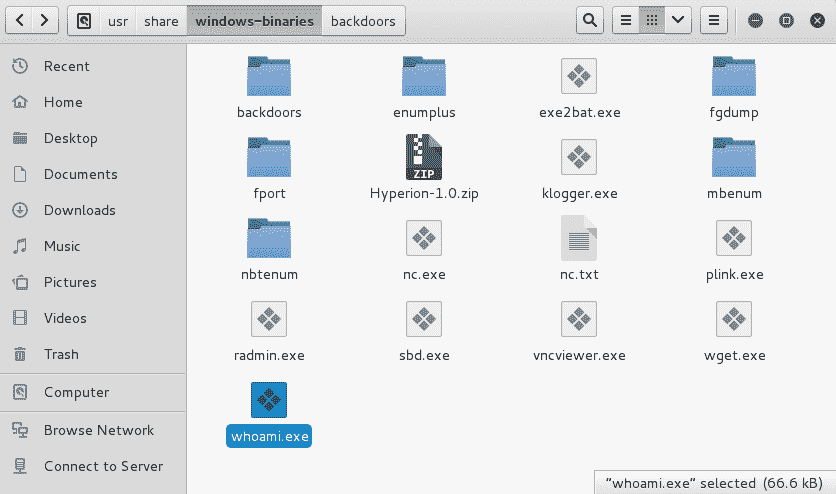 usr share windows-binaries backdoors
Recent
Home
Desktop
Documents
Downloads
Music
Pictures
Videos
Trash
Computer
Browse Network
Connect to Server
backdoors enumplus exe2bat.exe fgdump
ZIP
fport Hyperion-1.0.zip klogger.exe mbenum
nbtenum nc.exe nc.txt plink.exe
radmin.exe sbd.exe vncviewer.exe wget.exe
whoami.exe
"whoami.exe" selected (66.6 kB)